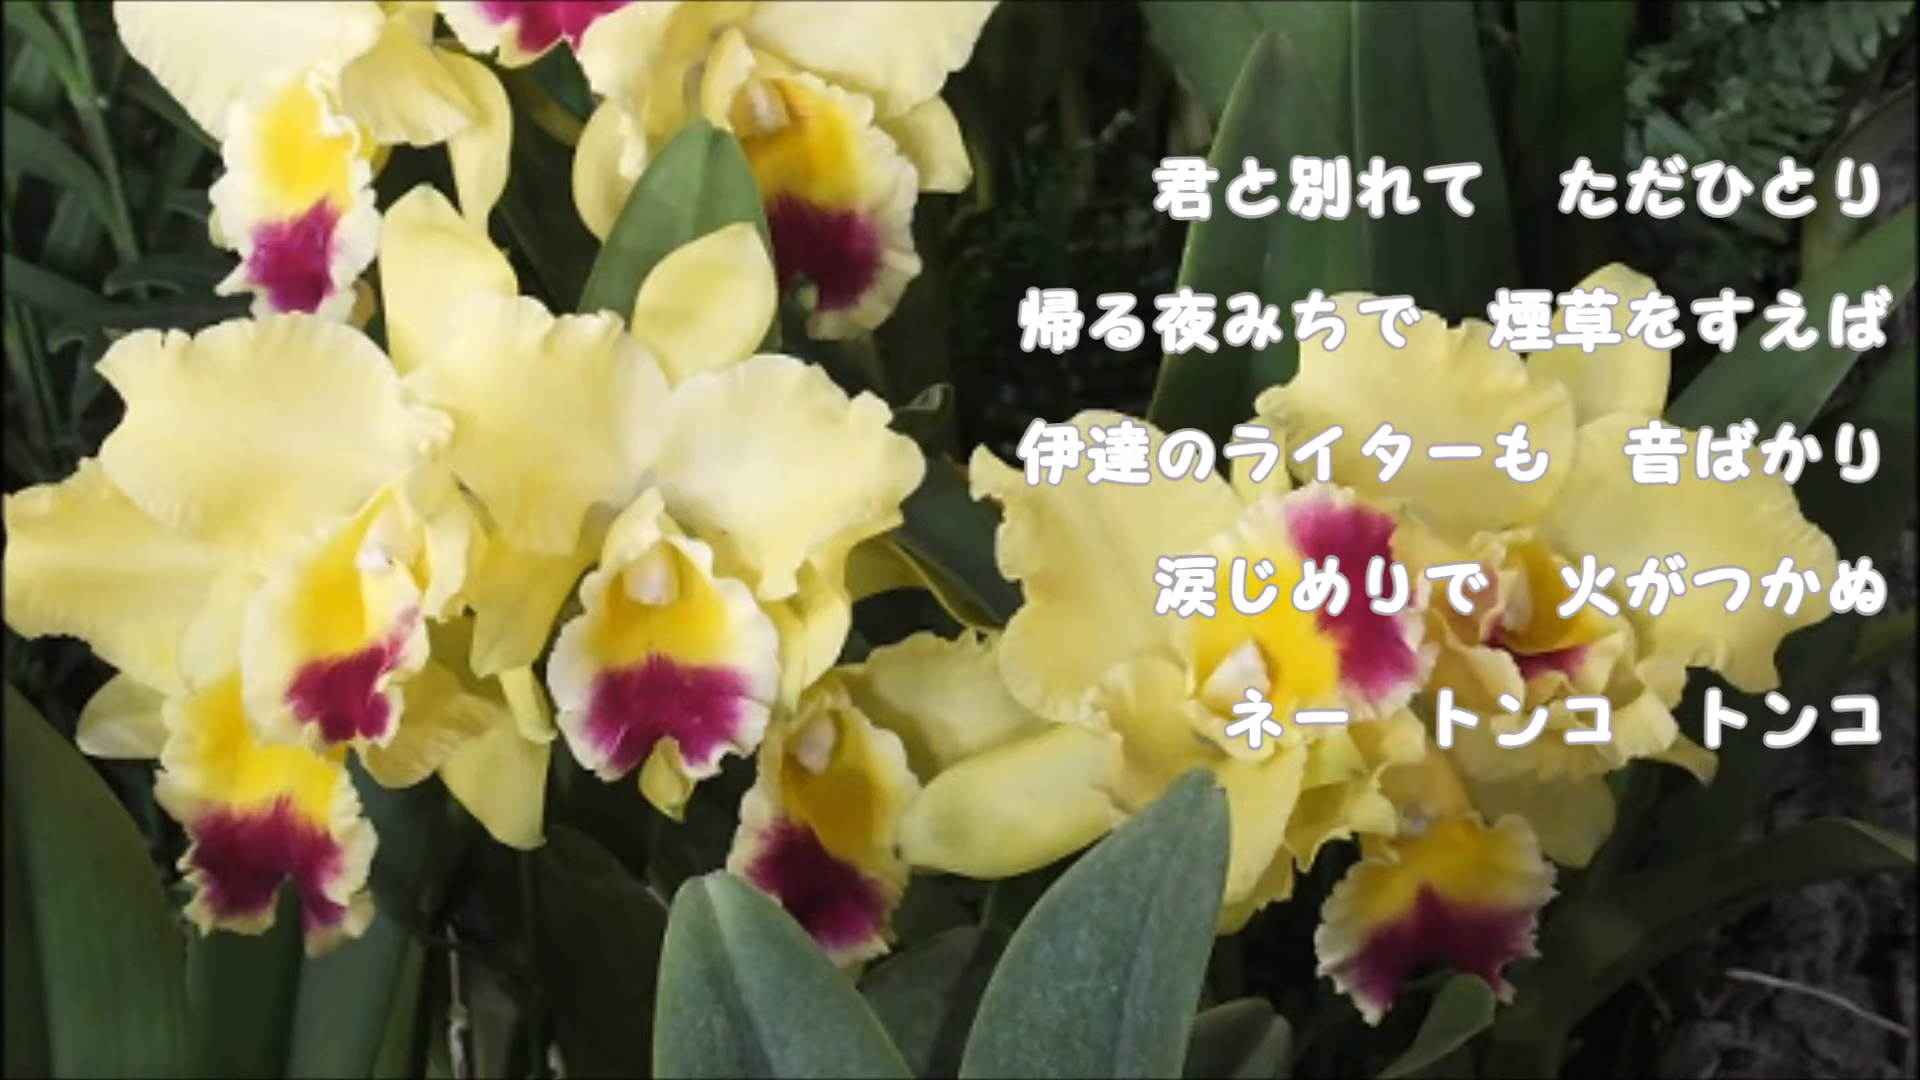 君と別れて　ただひとり
帰る夜みちで　煙草をすえば
伊達のライターも　音ばかり
涙じめりで　火がつかぬ
ネー　トンコ　トンコ